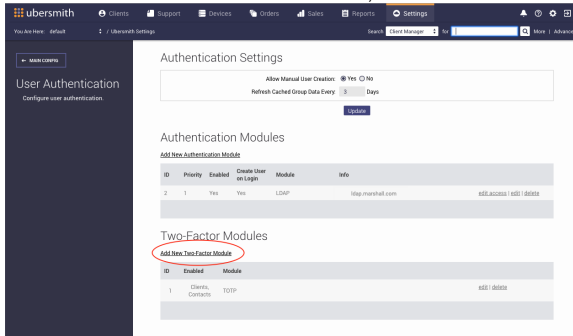 ubersmith Clients Support Devices Orders Sales Reports Settings
You Are Here: default / Ubersmith Settings Search Client Manager for More | Advance
← MAIN CONFIG
User Authentication
Configure user authentication.
Authentication Settings
Allow Manual User Creation: Yes No
Refresh Cached Group Data Every: 3 Days
Update
Authentication Modules
Add New Authentication Module
ID Priority Enabled Create User on Login Module Info
2 1 Yes Yes LDAP ldap.marshall.com edit access | edit | delete
Two-Factor Modules
Add New Two-Factor Module
ID Enabled Module
1 Clients, Contacts TOTP edit | delete